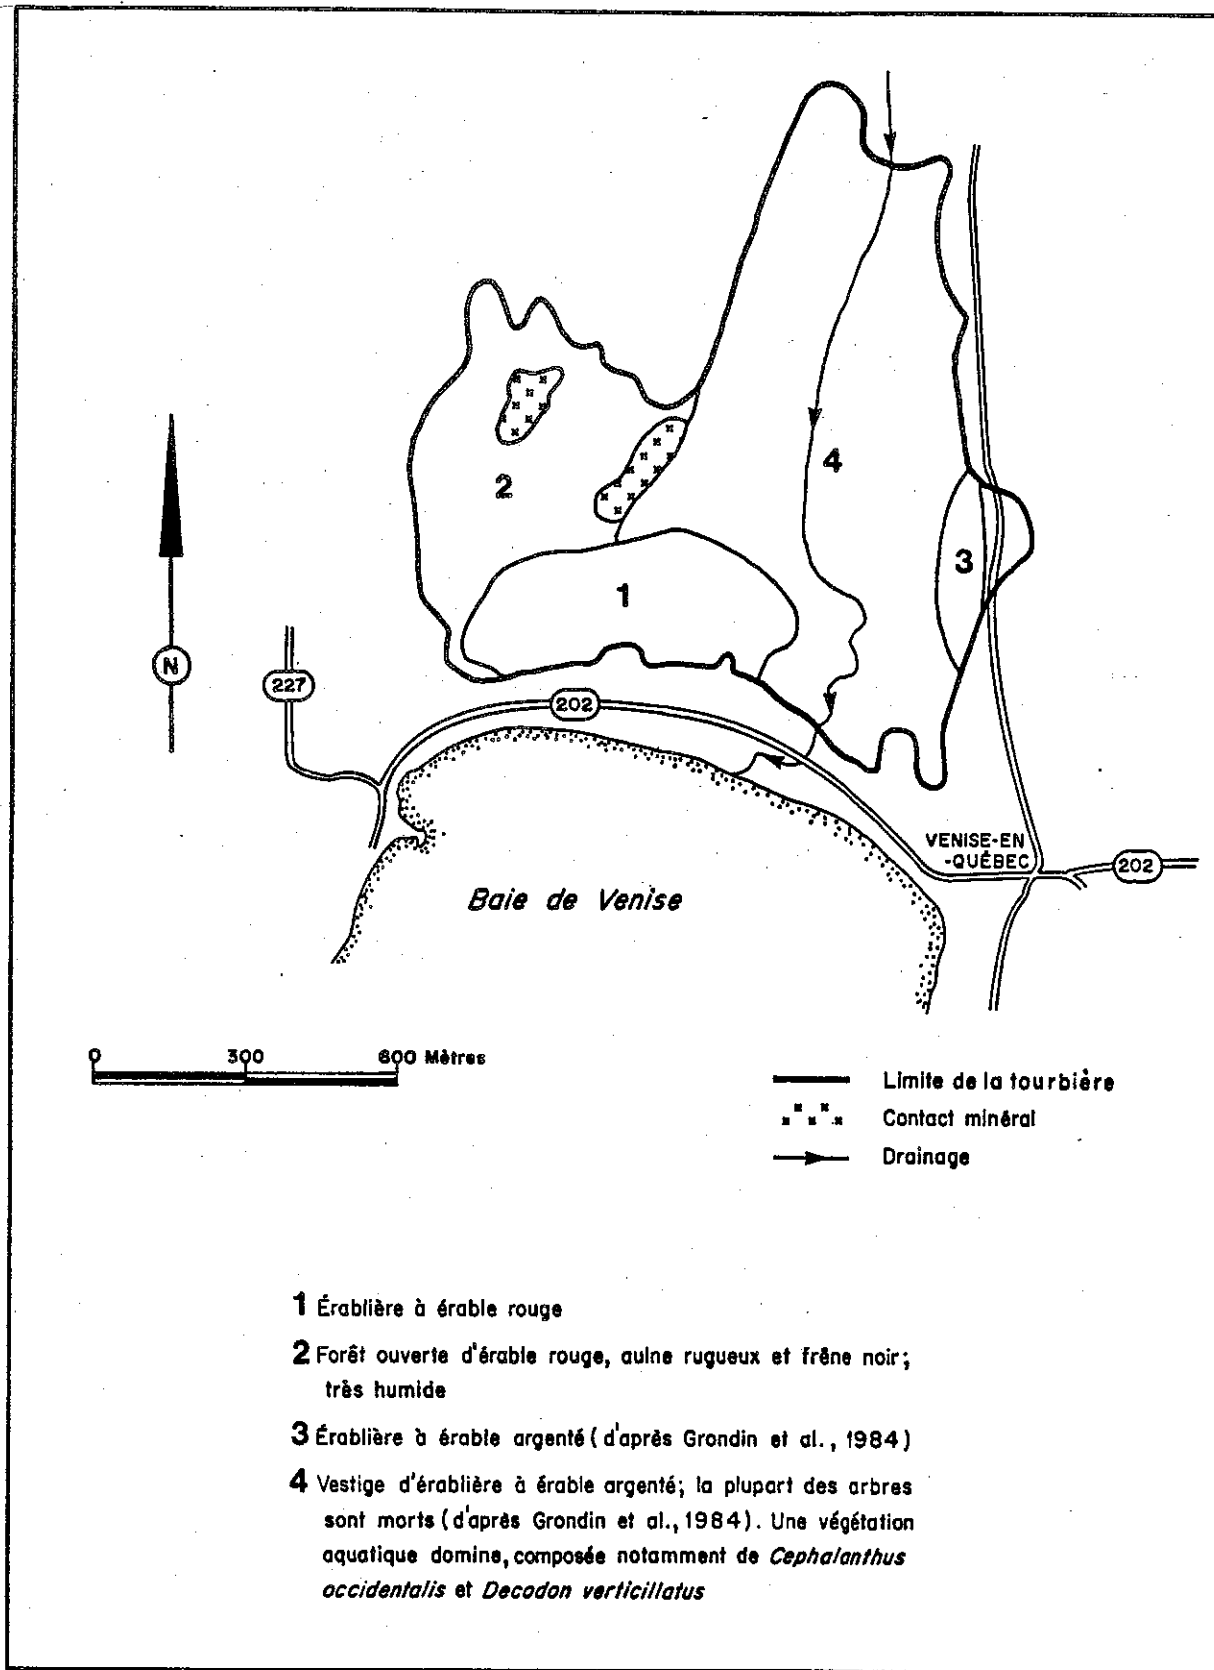 4
2
3
1
N
227
202
VENISE-EN
-QUÉBEC
202
Baie de Venise
0 300 600 Mètres
Limite de la tourbière
Contact minéral
Drainage
1 Érablière à érable rouge
2 Forêt ouverte d'érable rouge, aulne rugueux et frêne noir;
très humide
3 Érablière à érable argenté (d'après Grondin et al., 1984)
4 Vestige d'érablière à érable argenté; la plupart des arbres
sont morts (d'après Grondin et al., 1984). Une végétation
aquatique domine, composée notamment de Cephalanthus
occidentalis et Decodon verticillatus